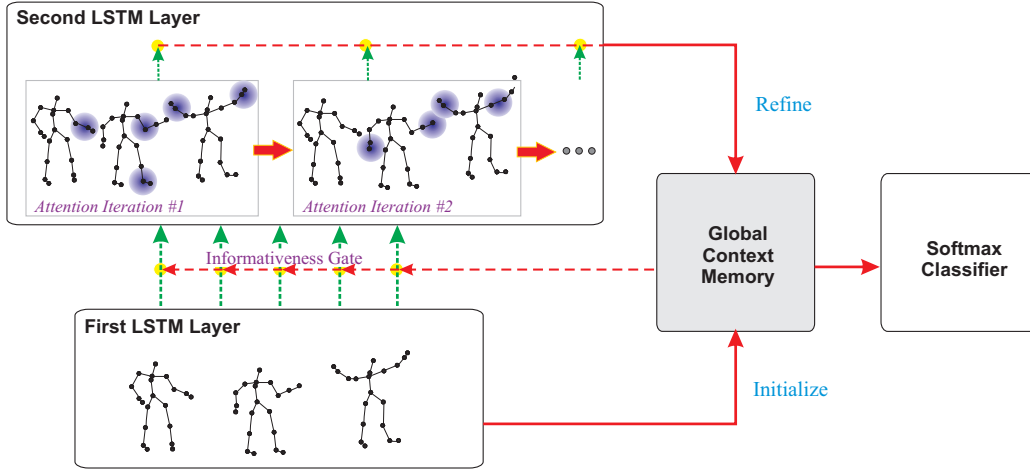 Second LSTM Layer
Attention Iteration #1
Attention Iteration #2
Refine
Informativeness Gate
Global
Context
Memory
Softmax
Classifier
First LSTM Layer
Initialize